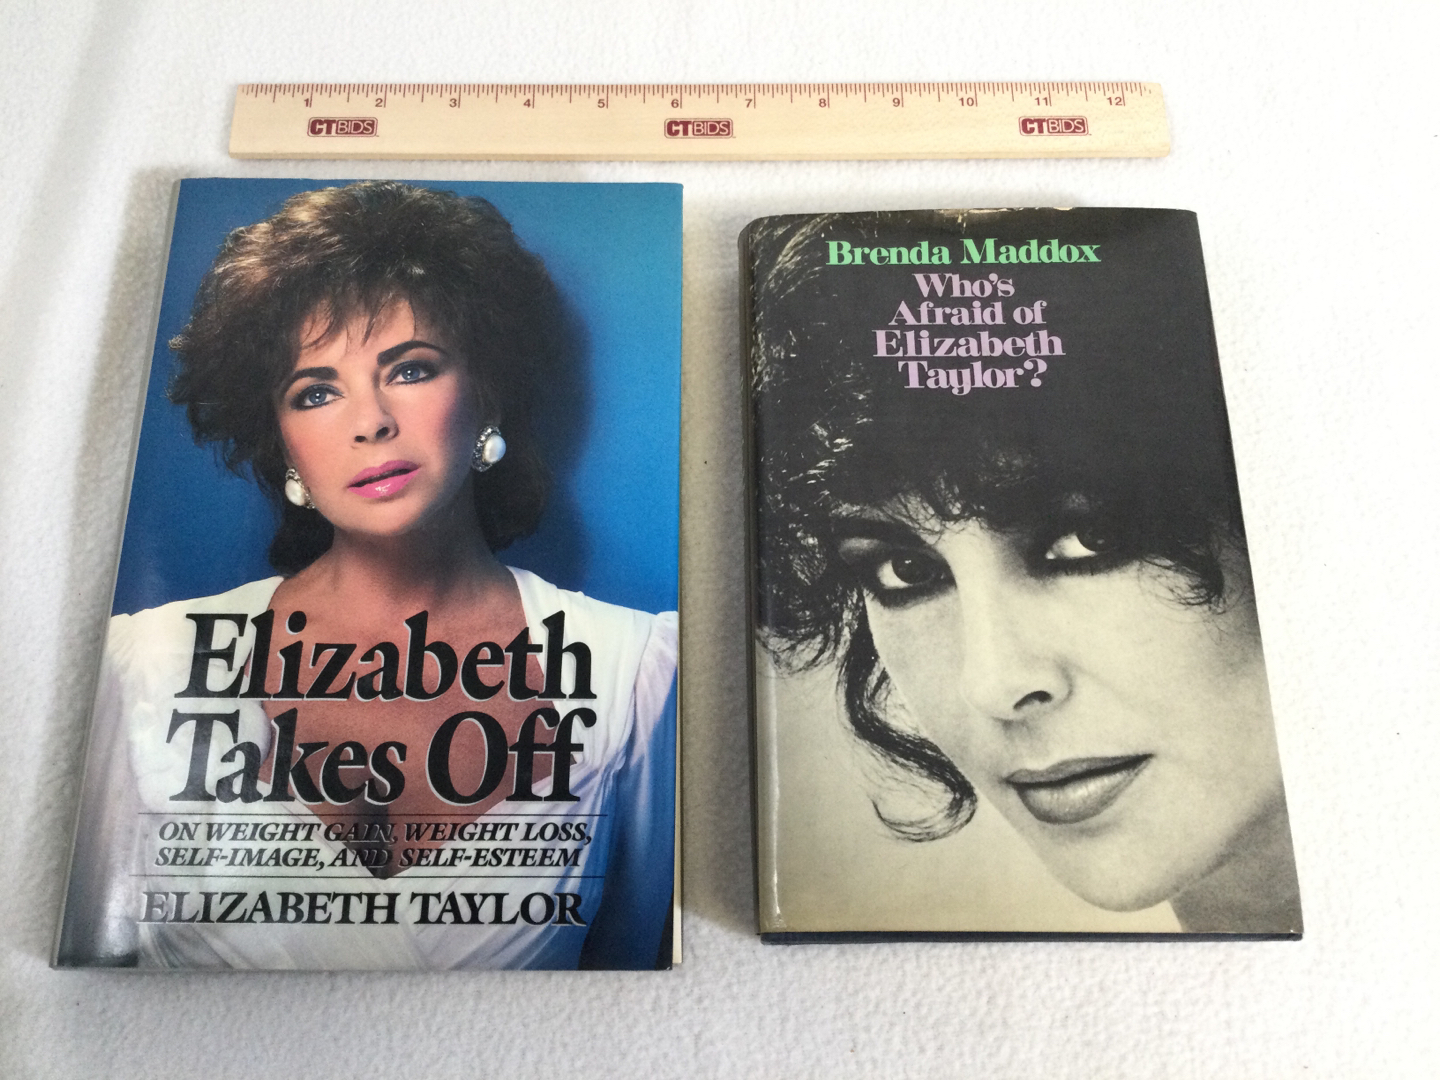 1 2 3 4 5 6 7 8 9 10 11 12
CTBIDS CTBIDS CTBIDS
Elizabeth
Takes Off
ON WEIGHT GAIN, WEIGHT LOSS,
SELF-IMAGE, AND SELF-ESTEEM
ELIZABETH TAYLOR
Brenda Maddox
Who's
Afraid of
Elizabeth
Taylor?